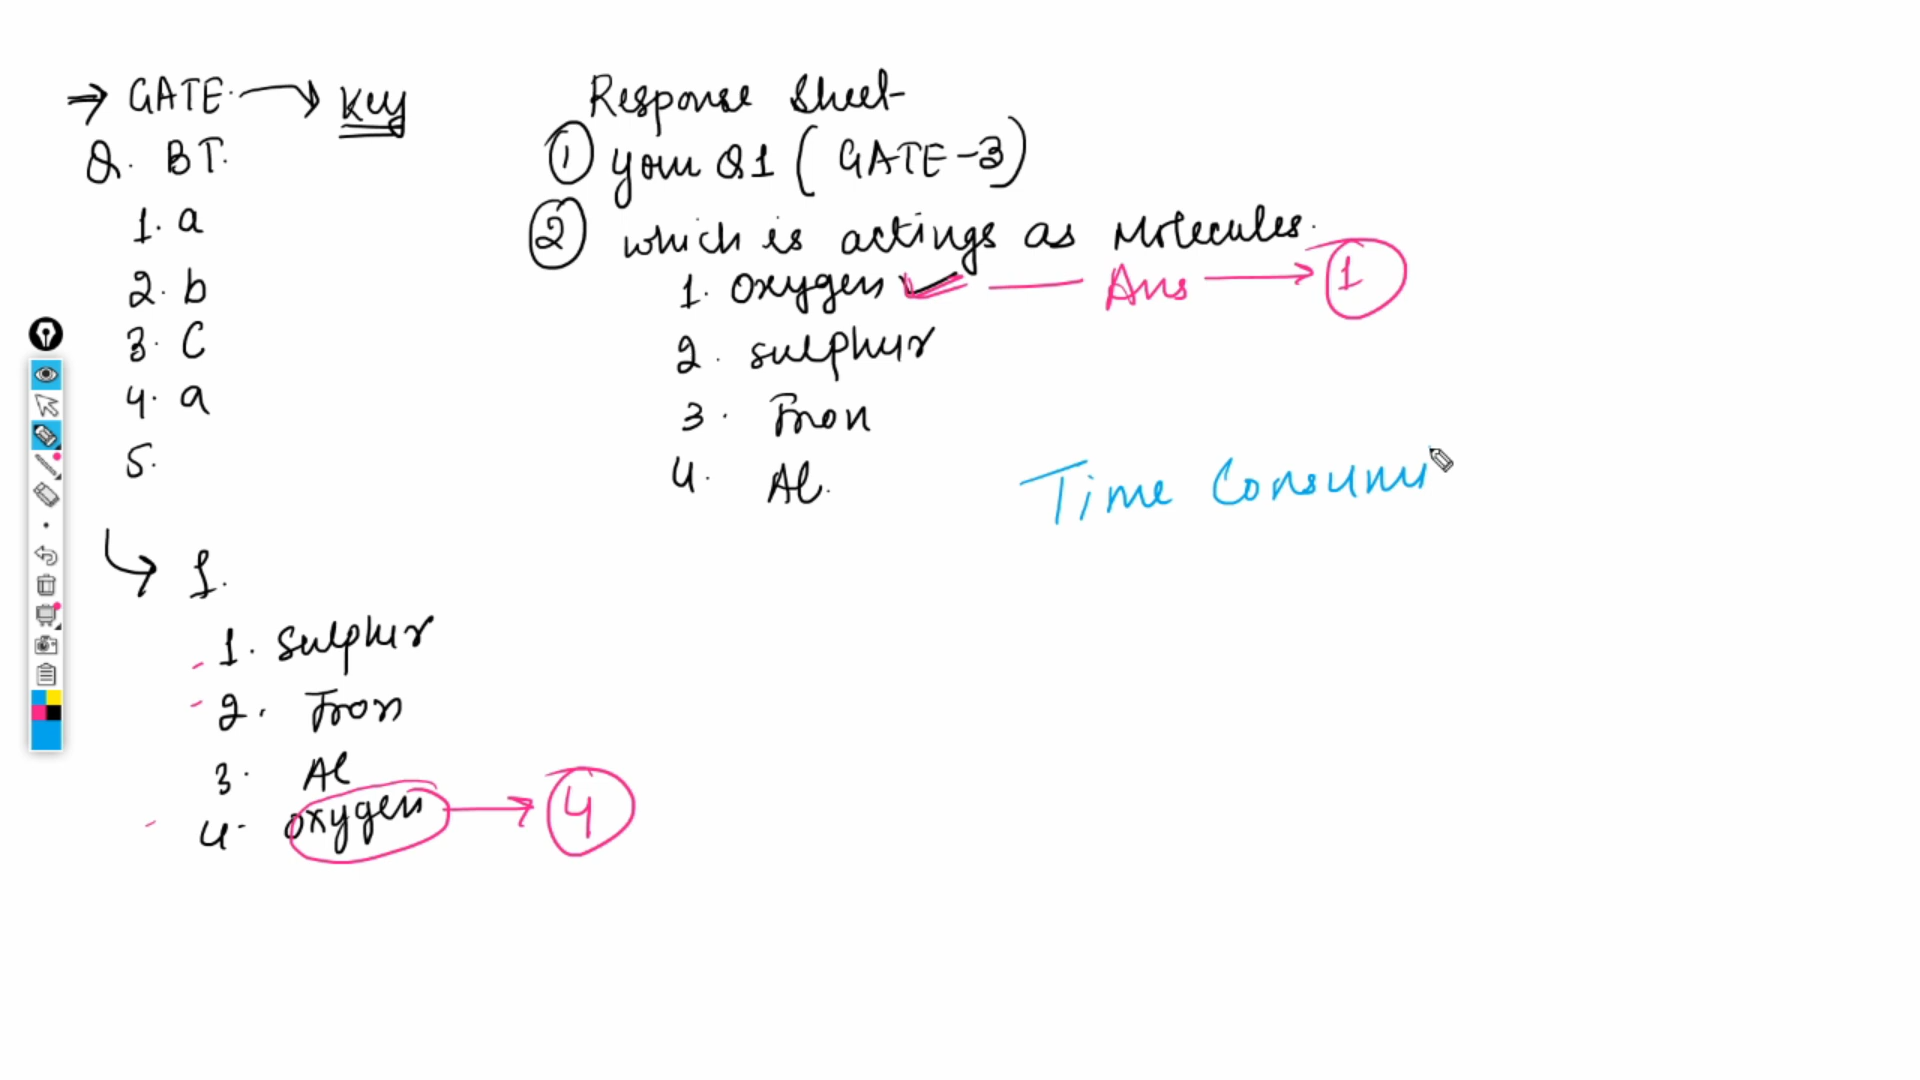 ⇒ GATE. → Key
Q. BT.
1. a
2. b
3. C
4. a
5.
↳ 1.
1. Sulphur
2. Iron
3. Al
4. Oxygen → 4
Response Sheet
① your Q1 (GATE-3)
② which is actings as Molecules.
1. Oxygen ✓ — Ans → 1
2. sulphur
3. Iron
4. Al.
Time Consumi